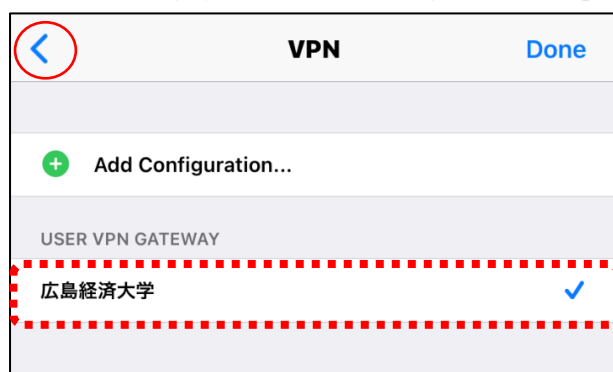 VPN
Done
Add Configuration...
USER VPN GATEWAY
広島経済大学